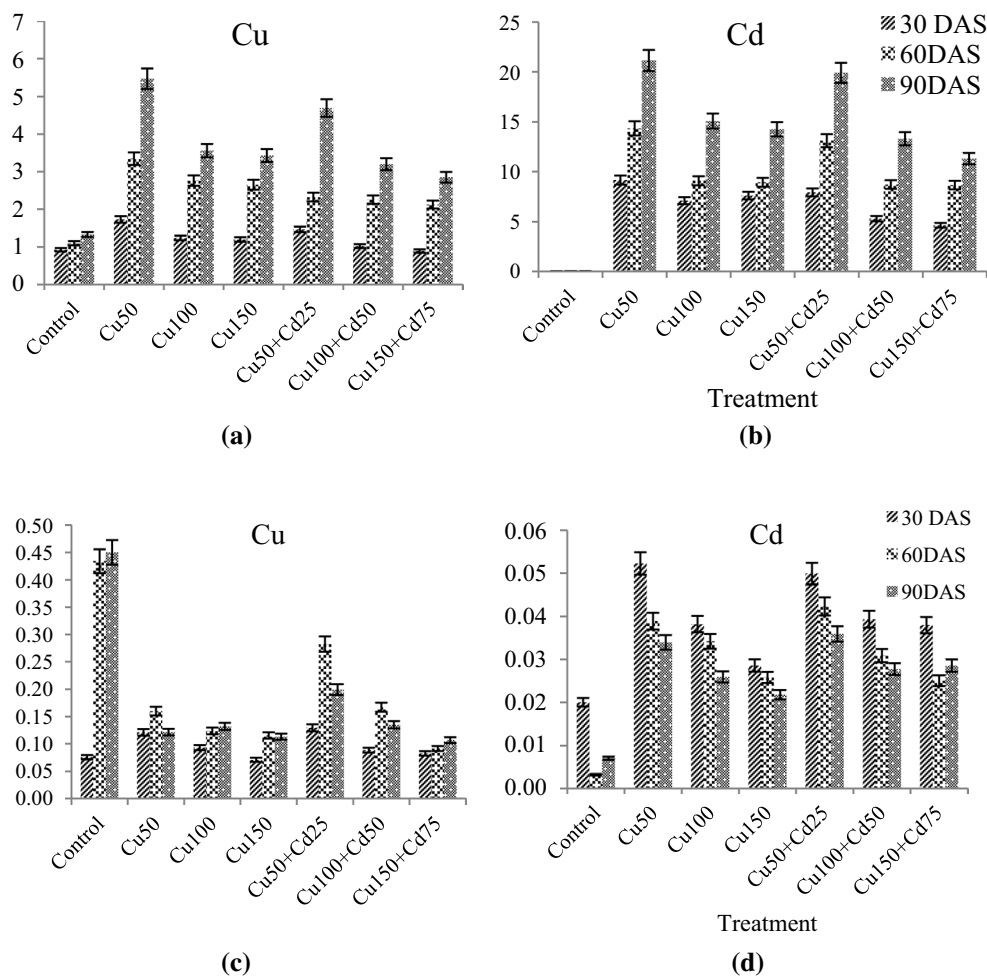 Cu
7
6
5
4
3
2
1
0
Control
Cu50
Cu100
Cu150
Cu50+Cd25
Cu100+Cd50
Cu150+Cd75
(a)
Cd
30 DAS
60DAS
90DAS
25
20
15
10
5
0
Control
Cu50
Cu100
Cu150
Cu50+Cd25
Cu100+Cd50
Cu150+Cd75
Treatment
(b)
Cu
0.50
0.45
0.40
0.35
0.30
0.25
0.20
0.15
0.10
0.05
0.00
Control
Cu50
Cu100
Cu150
Cu50+Cd25
Cu100+Cd50
Cu150+Cd75
(c)
Cd
30 DAS
60DAS
90DAS
0.06
0.05
0.04
0.03
0.02
0.01
0.00
Control
Cu50
Cu100
Cu150
Cu50+Cd25
Cu100+Cd50
Cu150+Cd75
Treatment
(d)